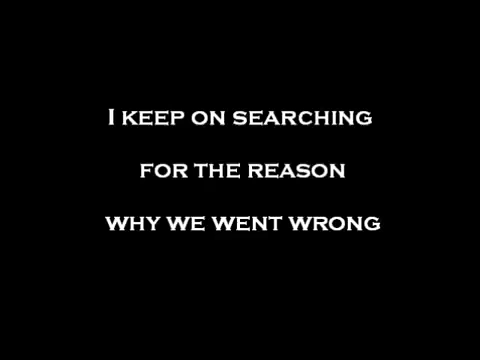 I KEEP ON SEARCHING
FOR THE REASON
WHY WE WENT WRONG